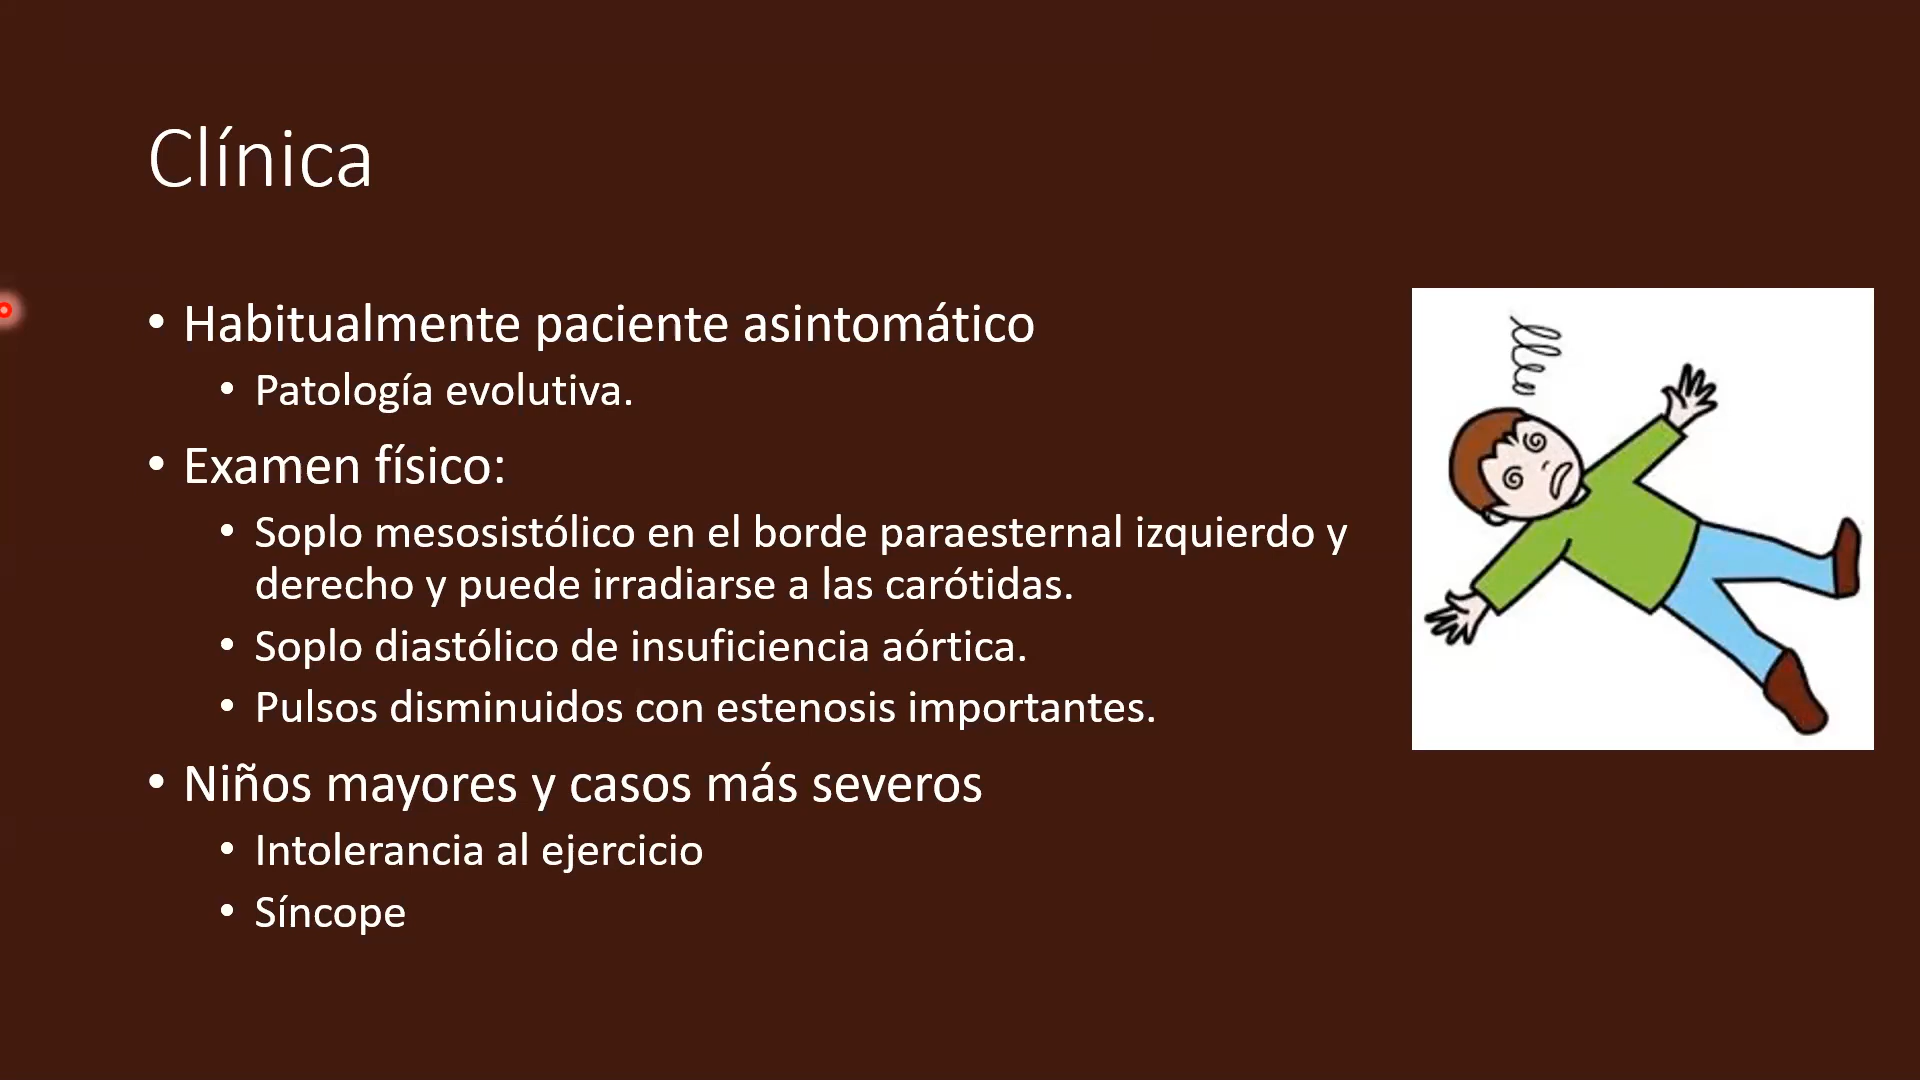 Clínica
• Habitualmente paciente asintomático
• Patología evolutiva.
• Examen físico:
• Soplo mesosistólico en el borde paraesternal izquierdo y
derecho y puede irradiarse a las carótidas.
• Soplo diastólico de insuficiencia aórtica.
• Pulsos disminuidos con estenosis importantes.
• Niños mayores y casos más severos
• Intolerancia al ejercicio
• Síncope